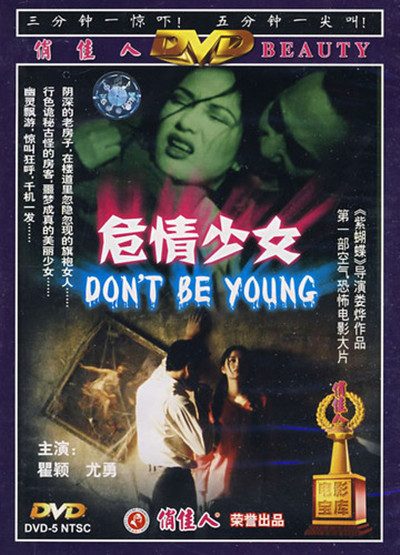 三分钟一惊吓！ 五分钟一尖叫！
俏佳人 DVD BEAUTY
阴深的老房子，在楼道里忽隐忽现的旗袍女人……
行色诡秘古怪的房客，噩梦成真的美丽少女……
幽灵飘游，惊叫狂呼，千机一发……
危情少女
DON'T BE YOUNG
《紫蝴蝶》导演娄烨作品
第一部空气恐怖电影大片
主演：
瞿颖 尤勇
俏佳人
电影
宝库
DVD
DVD-5 NTSC
俏佳人 荣誉出品